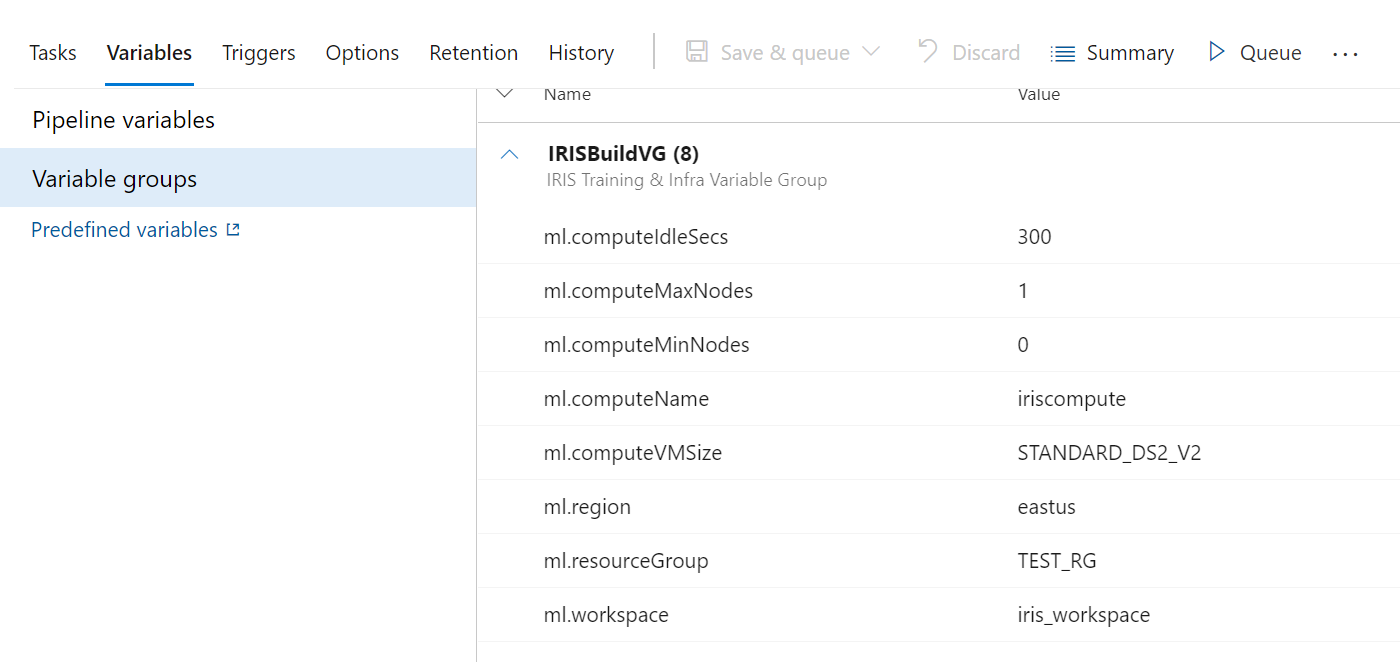 Tasks Variables Triggers Options Retention History Save & queue Discard Summary Queue ...
Pipeline variables
Variable groups
Predefined variables
Name Value
IRISBuildVG (8)
IRIS Training & Infra Variable Group
ml.computeIdleSecs 300
ml.computeMaxNodes 1
ml.computeMinNodes 0
ml.computeName iriscompute
ml.computeVMSize STANDARD_DS2_V2
ml.region eastus
ml.resourceGroup TEST_RG
ml.workspace iris_workspace